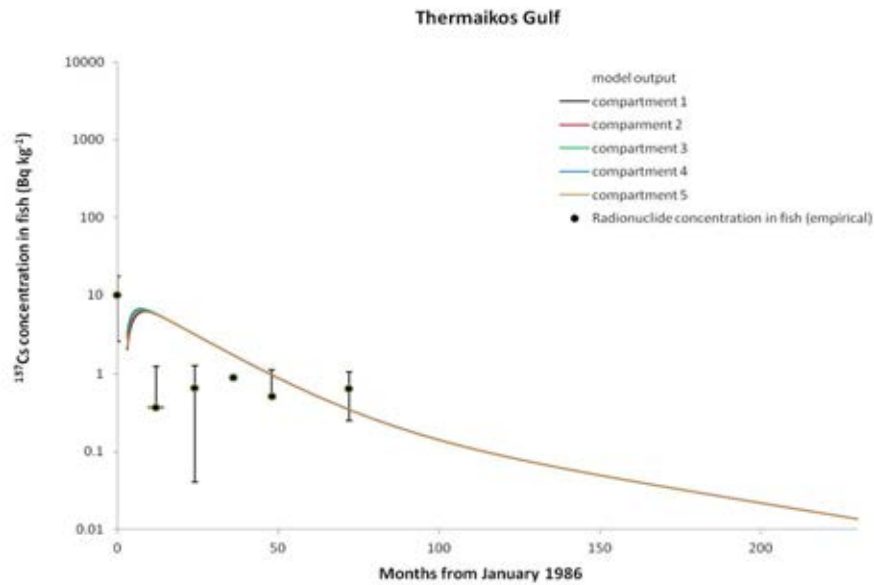 Thermaikos Gulf
10000
1000
100
10
1
0.1
0.01
¹³⁷Cs concentration in fish (Bq kg⁻¹)
model output
compartment 1
comparment 2
compartment 3
compartment 4
compartment 5
Radionuclide concentration in fish (empirical)
0 50 100 150 200
Months from January 1986